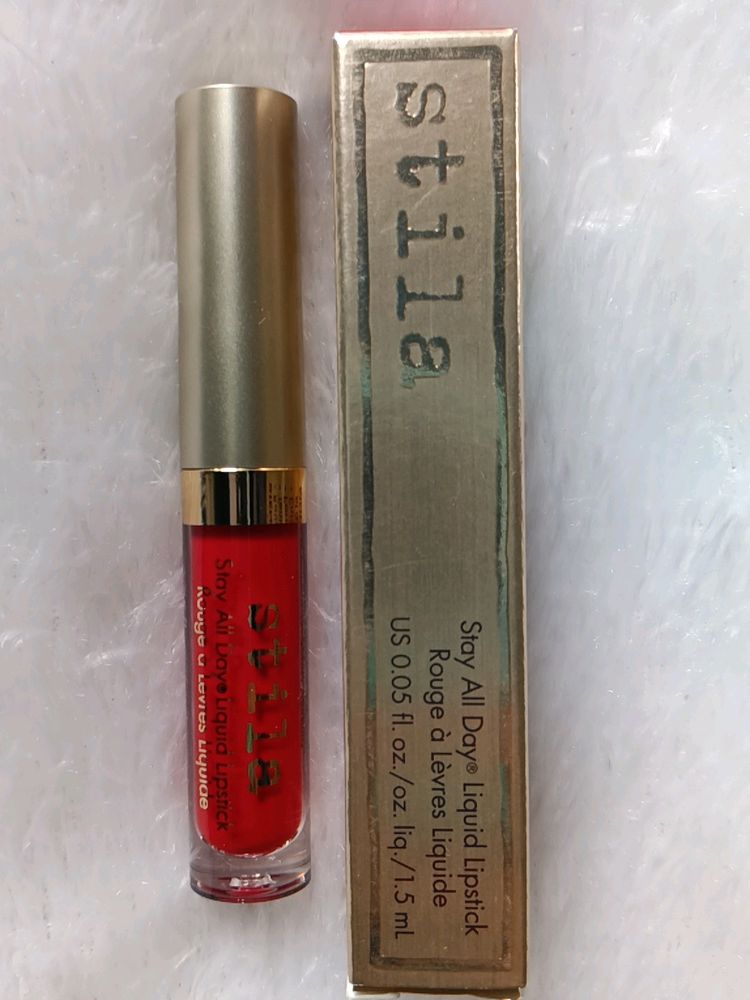 stila
Stay All Day® Liquid Lipstick
Rouge à Lèvres Liquide
stila
Stay All Day® Liquid Lipstick
Rouge à Lèvres Liquide
US 0.05 fl. oz./oz. liq./1.5 mL